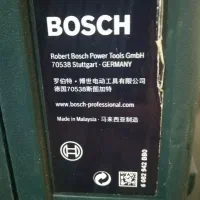 BOSCH
Robert Bosch Power Tools GmbH
70538 Stuttgart · GERMANY
罗伯特·博世电动工具有限公司
德国70538斯图加特
www.bosch-professional.com
Made in Malaysia · 马来西亚制造